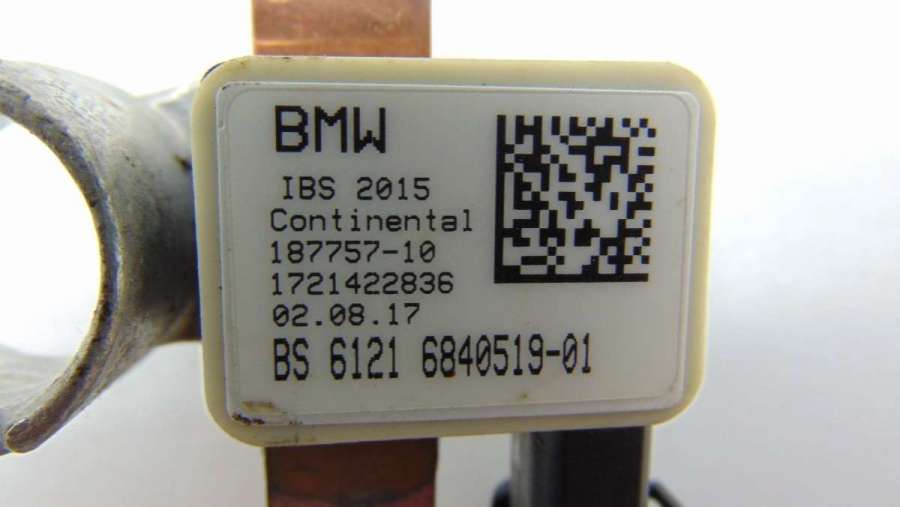 BMW
IBS 2015
Continental
187757-10
1721422836
02.08.17
BS 6121 6840519-01